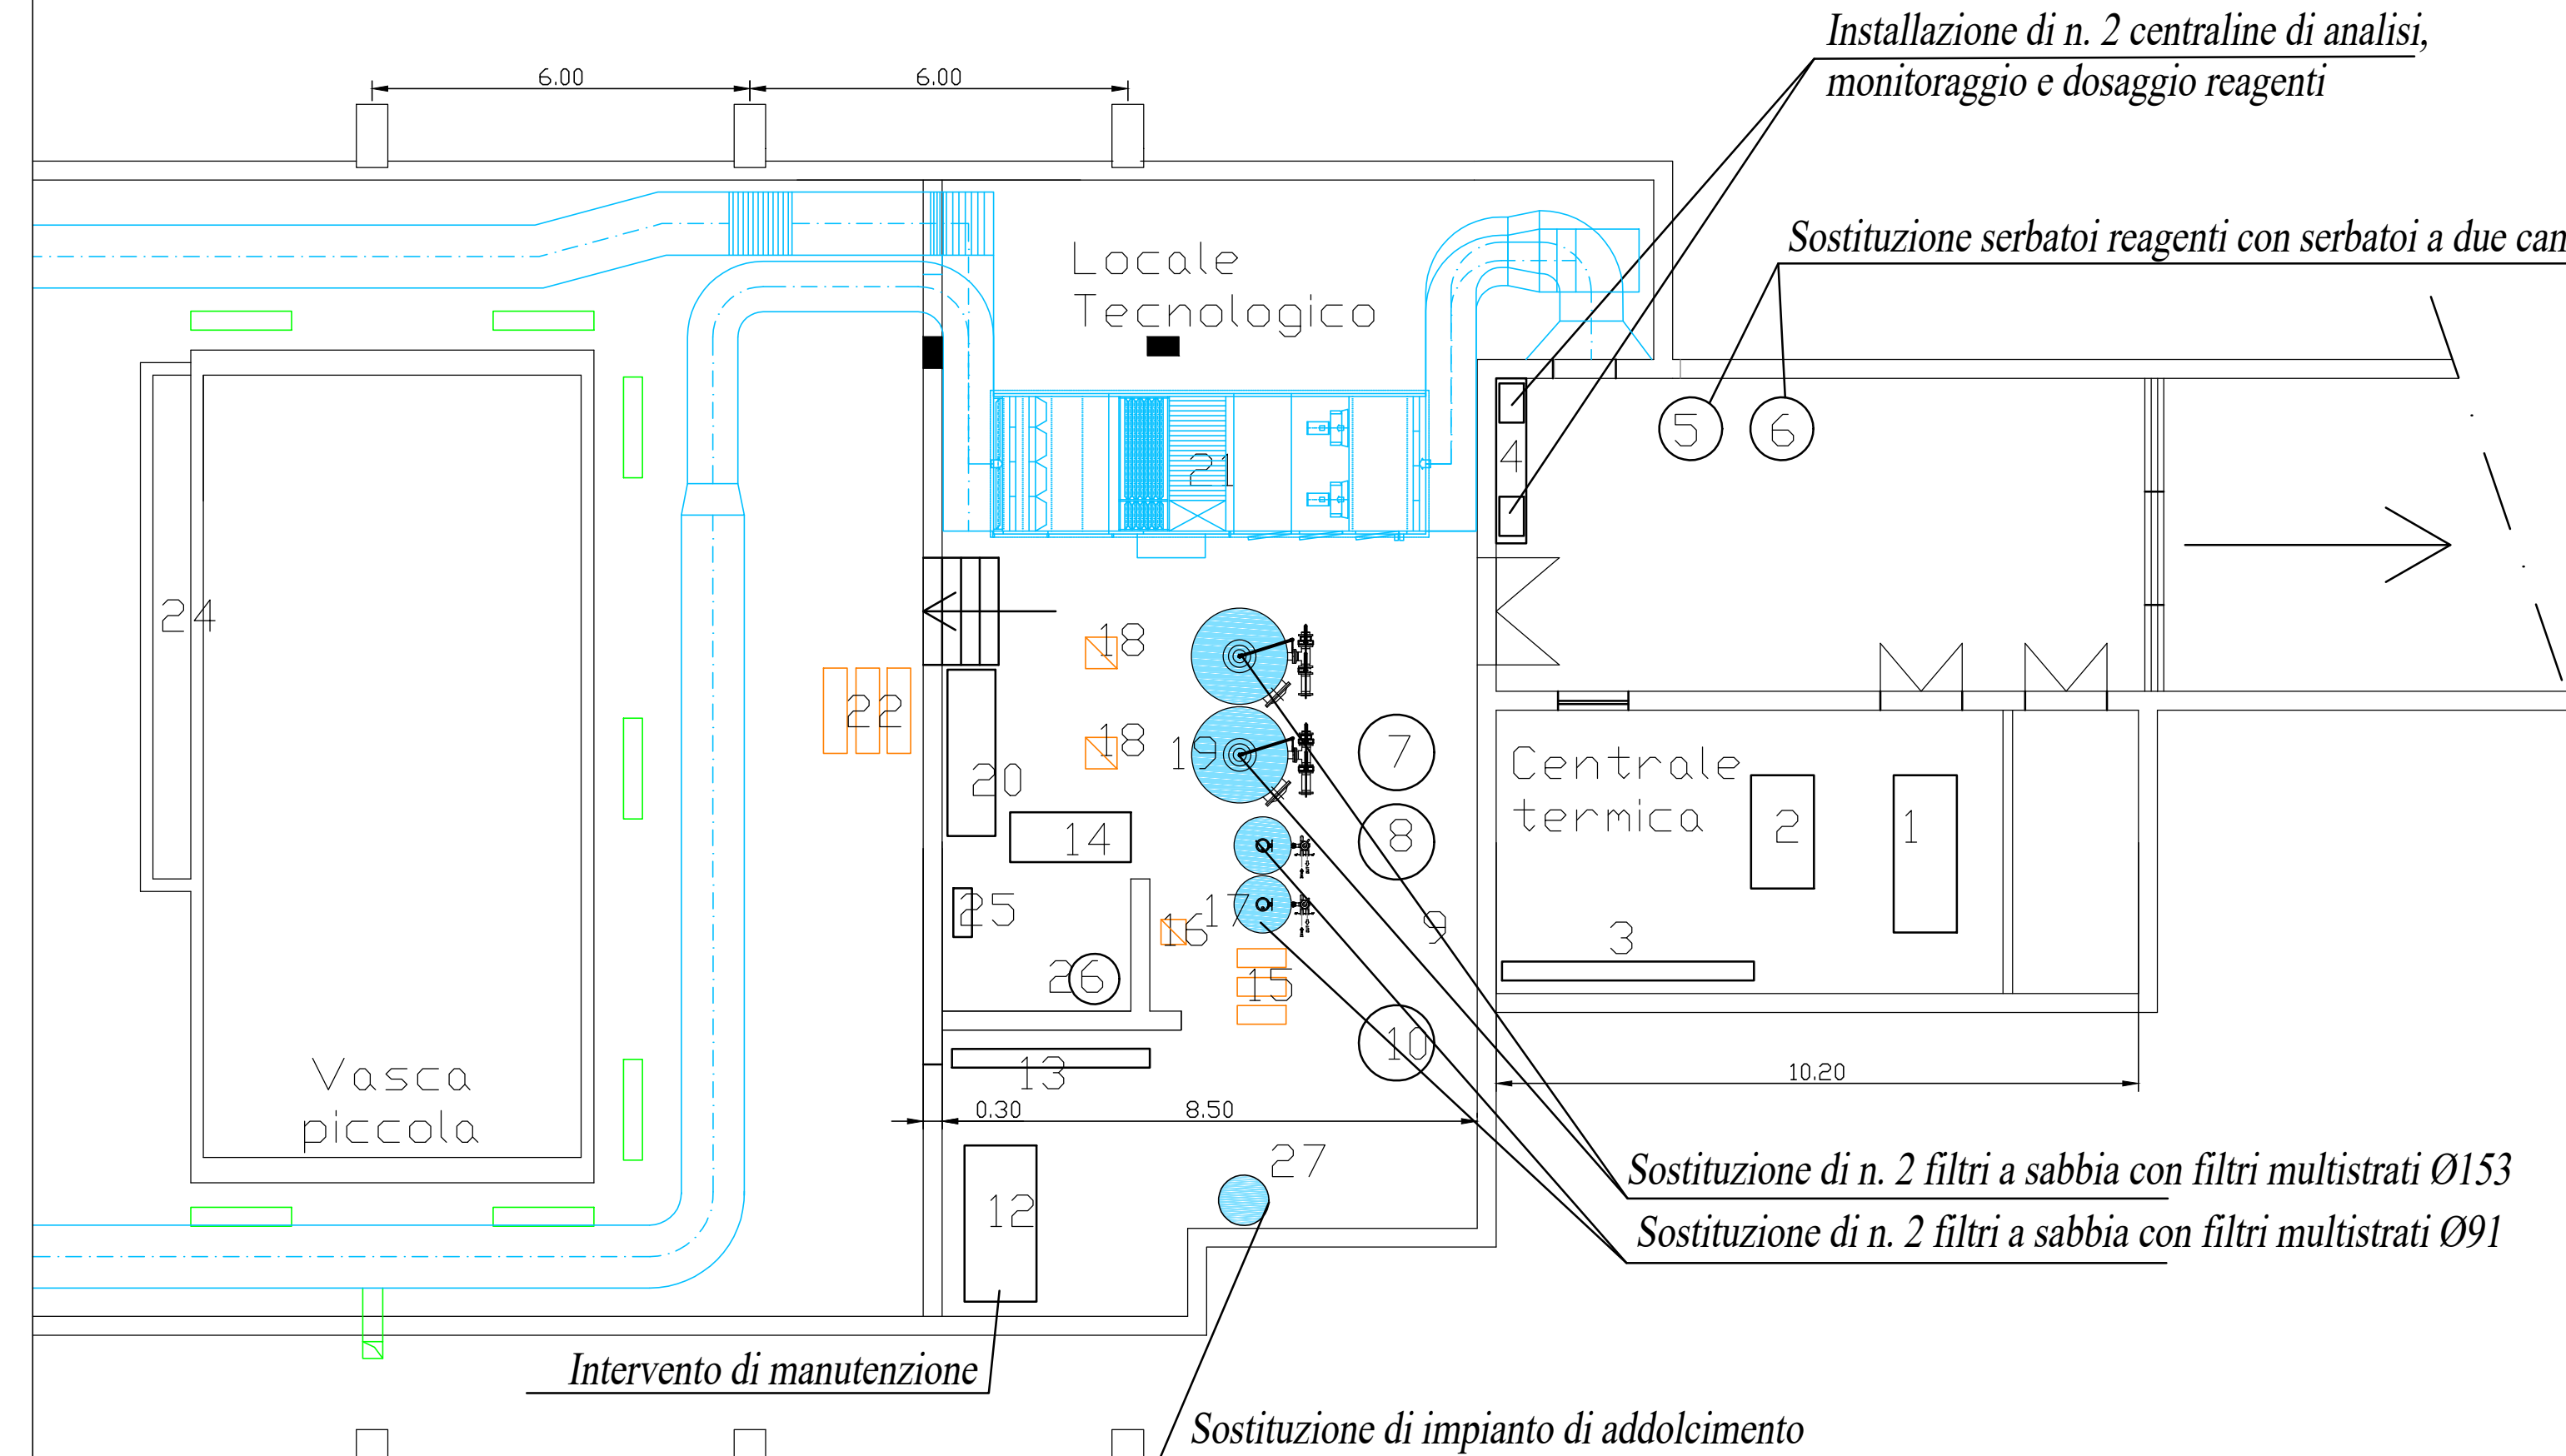 Installazione di n. 2 centraline di analisi,
monitoraggio e dosaggio reagenti
6.00
6.00
Sostituzione serbatoi reagenti con serbatoi a due
Locale
Tecnologico
5
6
4
21
24
18
22
18
19
7
20
Centrale
termica
14
8
2
1
25
17
16
9
3
26
15
10
13
Vasca
piccola
10.20
0.30
8.50
27
12
Sostituzione di n. 2 filtri a sabbia con filtri multistrati Ø153
Sostituzione di n. 2 filtri a sabbia con filtri multistrati Ø91
Intervento di manutenzione
Sostituzione di impianto di addolcimento